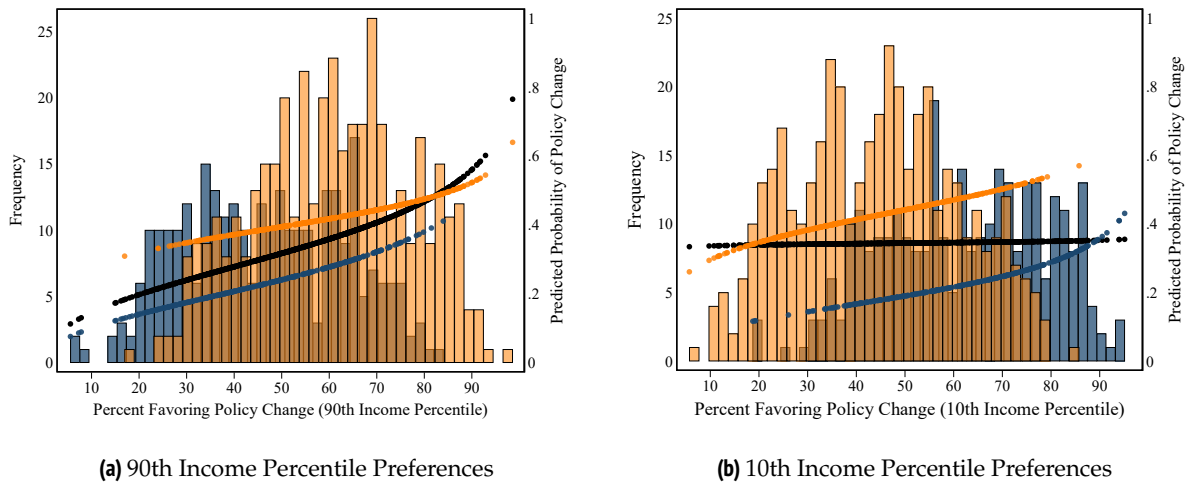 25
20
15
10
5
0
Frequency
1
.8
.6
.4
.2
0
Predicted Probability of Policy Change
10 20 30 40 50 60 70 80 90
Percent Favoring Policy Change (90th Income Percentile)
(a) 90th Income Percentile Preferences
25
20
15
10
5
0
Frequency
1
.8
.6
.4
.2
0
Predicted Probability of Policy Change
10 20 30 40 50 60 70 80 90
Percent Favoring Policy Change (10th Income Percentile)
(b) 10th Income Percentile Preferences